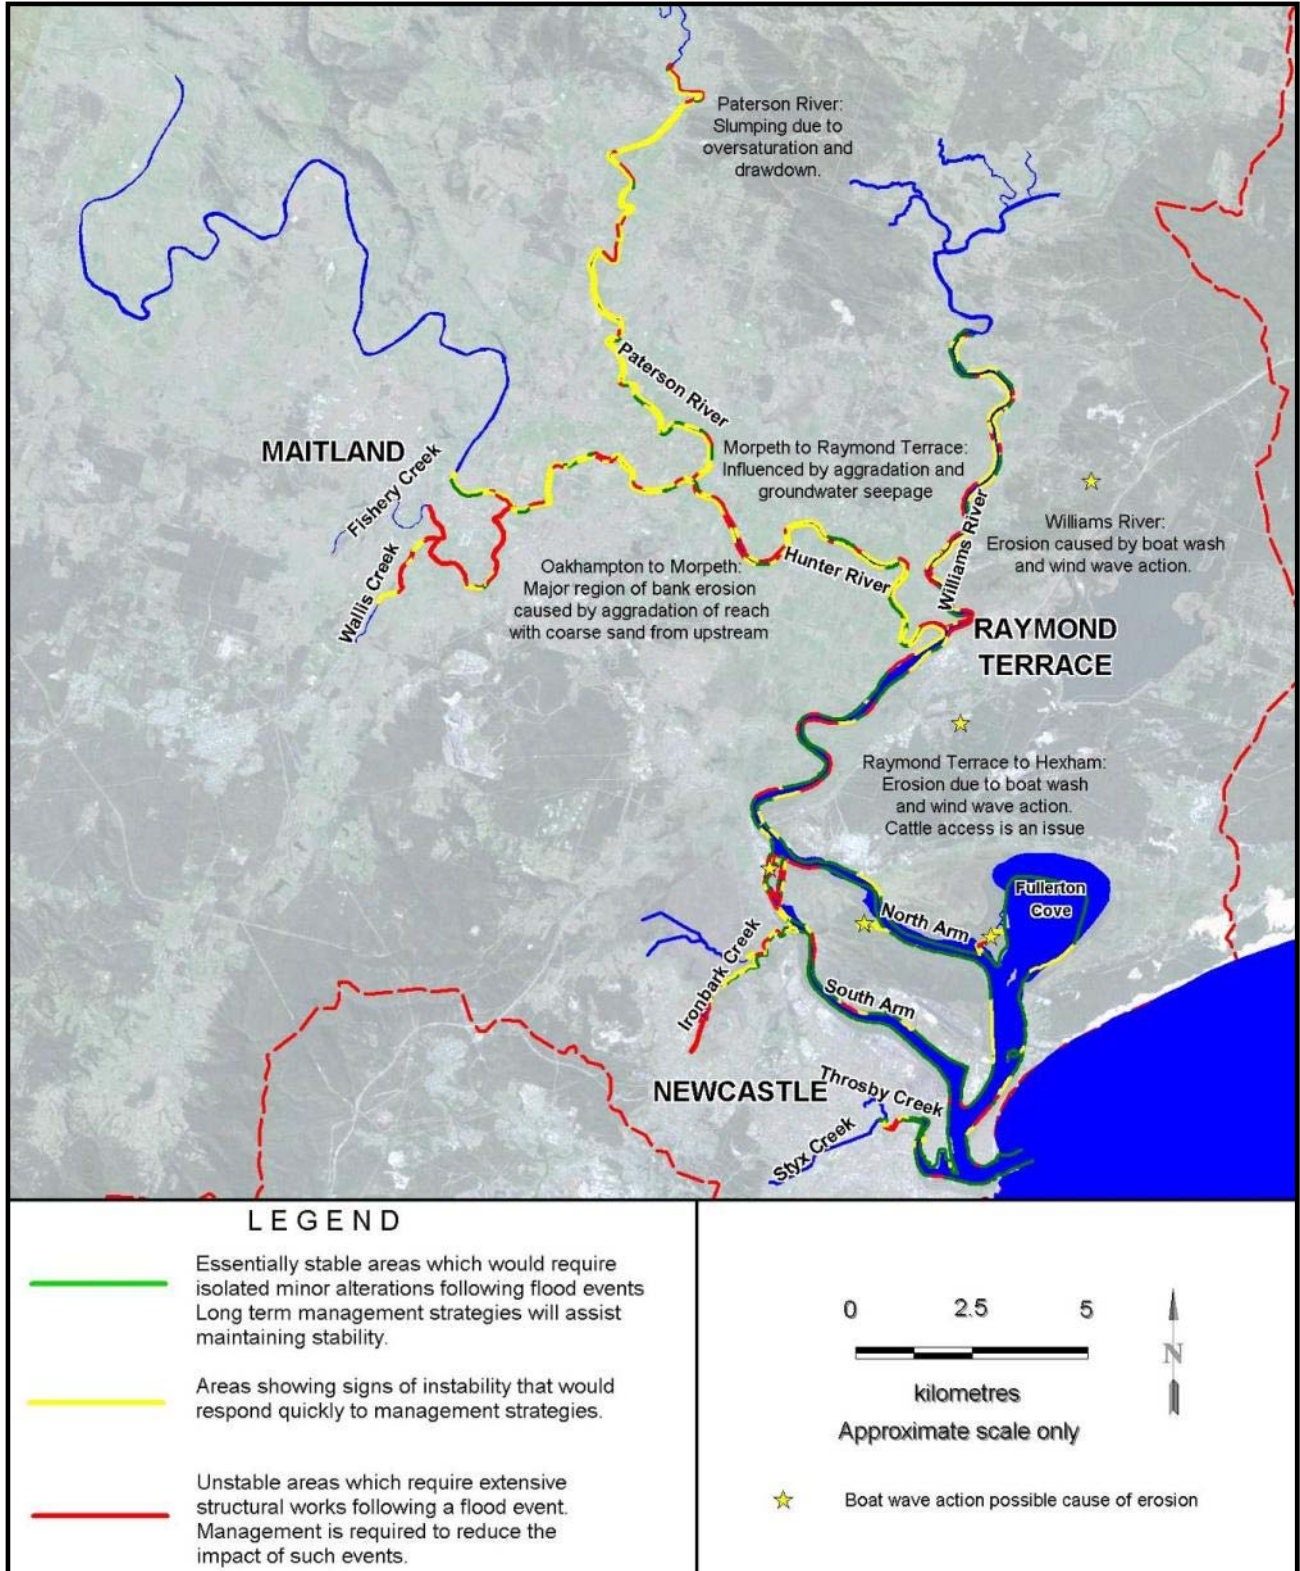 Paterson River:
Slumping due to
oversaturation and
drawdown.
Paterson River
MAITLAND
Fishery Creek
Wallis Creek
Morpeth to Raymond Terrace:
Influenced by aggradation and
groundwater seepage
Williams River
Williams River:
Erosion caused by boat wash
and wind wave action.
Hunter River
Oakhampton to Morpeth:
Major region of bank erosion
caused by aggradation of reach
with coarse sand from upstream
RAYMOND
TERRACE
Raymond Terrace to Hexham:
Erosion due to boat wash
and wind wave action.
Cattle access is an issue
Fullerton
Cove
North Arm
Ironbark Creek
South Arm
NEWCASTLE
Throsby Creek
Styx Creek
LEGEND
Essentially stable areas which would require
isolated minor alterations following flood events
Long term management strategies will assist
maintaining stability.
Areas showing signs of instability that would
respond quickly to management strategies.
Unstable areas which require extensive
structural works following a flood event.
Management is required to reduce the
impact of such events.
0 2.5 5
kilometres
Approximate scale only
N
Boat wave action possible cause of erosion